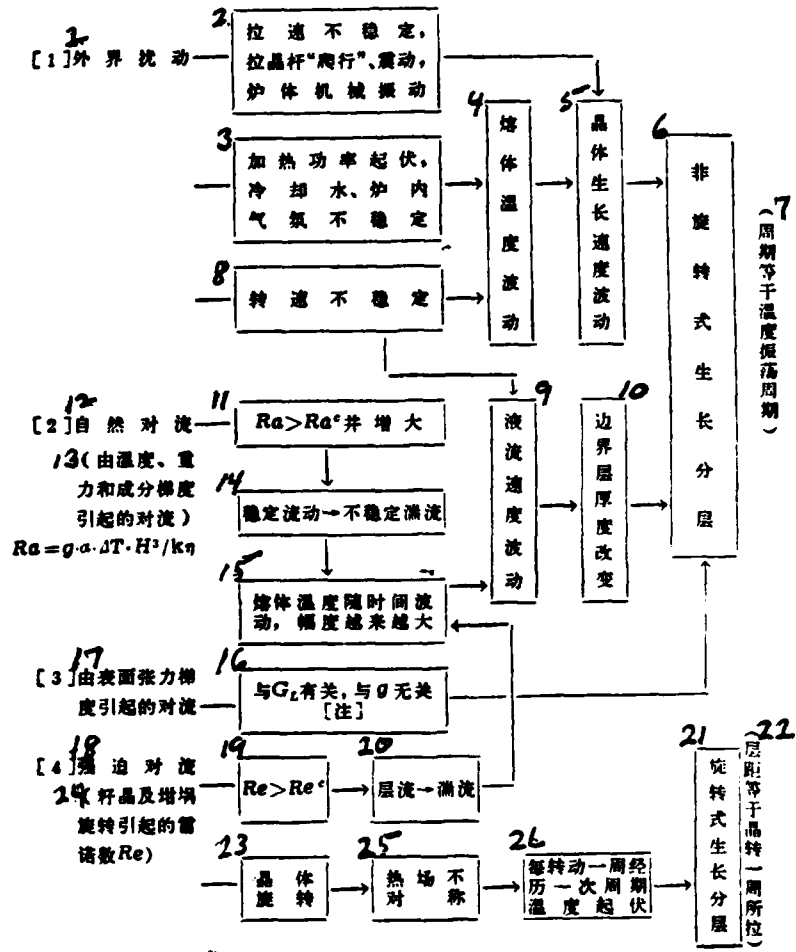 1
[1]外界扰动
2.
拉速不稳定，
拉晶杆“爬行”、震动，
炉体机械振动
3
加热功率起伏，
冷却水、炉内
气氛不稳定
4
熔体温度波动
5
晶体生长速度波动
6
非旋转式生长分层
7
(周期等于温度振荡周期)
8
转速不稳定
9
液流速度波动
10
边界层厚度改变
12
[2]自然对流
13(由温度、重
力和成分梯度
引起的对流)
Ra=g·α·ΔT·H³/kη
11
Ra>Raᶜ并增大
14
稳定流动→不稳定湍流
15
熔体温度随时间波
动，幅度越来越大
17
[3]由表面张力梯
度引起的对流
16
与G_L有关，与g无关
[注]
18
[4]强迫对流
24(籽晶及坩埚
旋转引起的雷
诺数Re)
19
Re>Reᶜ
20
层流→湍流
21
旋转式生长分层
22
(层距等于晶转一周所拉)
23
晶体
旋转
25
热场不
对称
26
每转动一周经
历一次周期
温度起伏